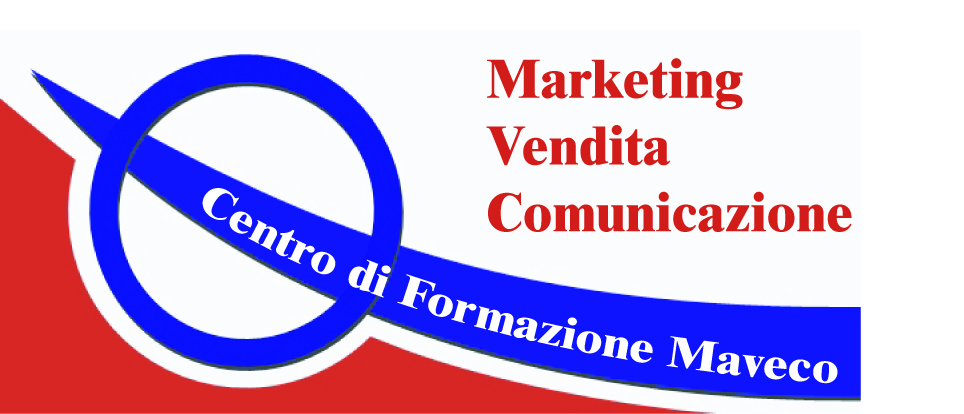 Marketing
Vendita
Comunicazione
Centro di Formazione Maveco